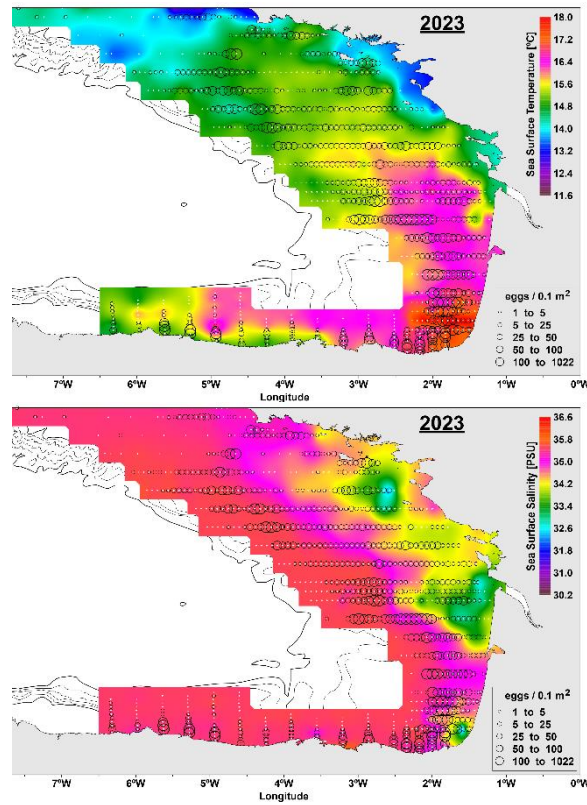 2023
18.0
17.2
16.4
15.6
14.8
14.0
13.2
12.4
11.6
Sea Surface Temperature [ºC]
eggs / 0.1 m²
1 to 5
5 to 25
25 to 50
50 to 100
100 to 1022
7°W 6°W 5°W 4°W 3°W 2°W 1°W 0°W
Longitude
2023
36.6
35.8
35.0
34.2
33.4
32.6
31.8
31.0
30.2
Sea Surface Salinity [PSU]
eggs / 0.1 m²
1 to 5
5 to 25
25 to 50
50 to 100
100 to 1022
7°W 6°W 5°W 4°W 3°W 2°W 1°W 0°W
Longitude